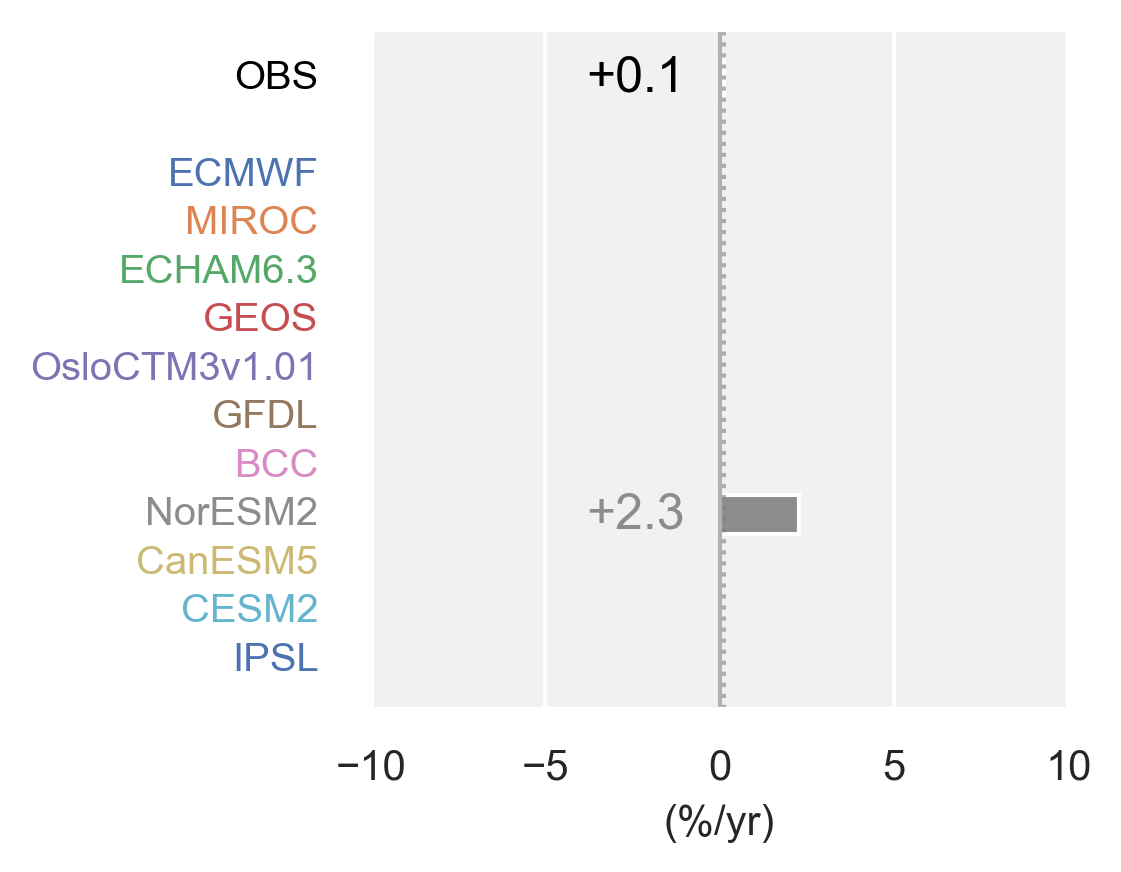 OBS +0.1
ECMWF
MIROC
ECHAM6.3
GEOS
OsloCTM3v1.01
GFDL
BCC
NorESM2 +2.3
CanESM5
CESM2
IPSL
−10 −5 0 5 10
(%/yr)